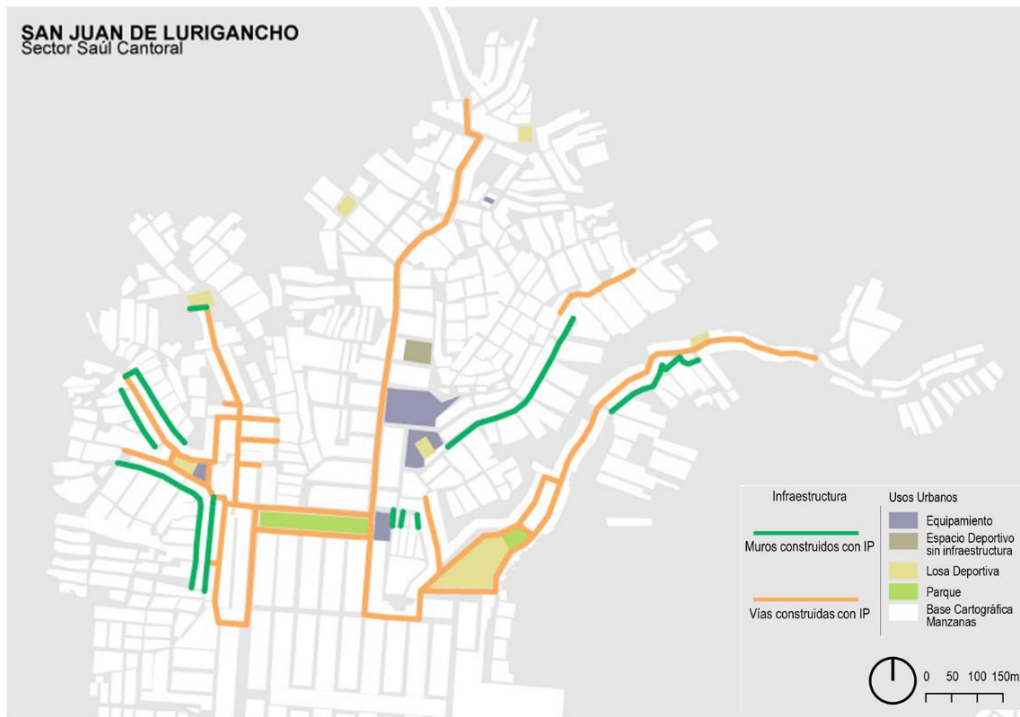 SAN JUAN DE LURIGANCHO
Sector Saúl Cantoral
Infraestructura
Muros construidos con IP
Vías construidas con IP
Usos Urbanos
Equipamiento
Espacio Deportivo
sin infraestructura
Losa Deportiva
Parque
Base Cartográfica
Manzanas
0 50 100 150m